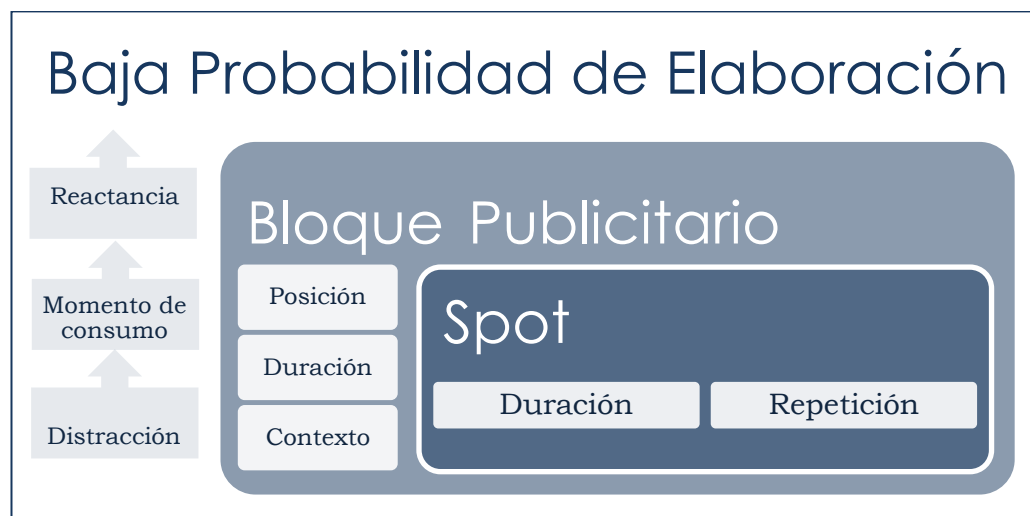 Baja Probabilidad de Elaboración
Reactancia
Momento de
consumo
Distracción
Bloque Publicitario
Posición
Duración
Contexto
Spot
Duración
Repetición